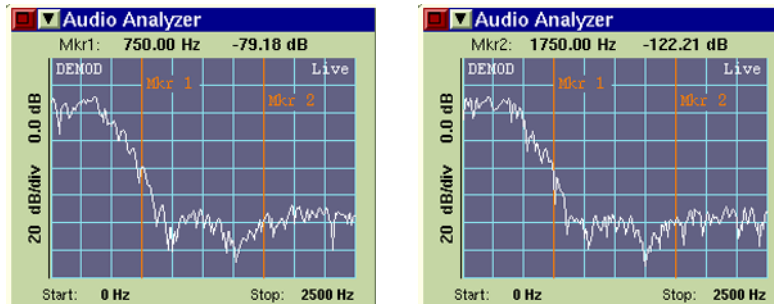 Audio Analyzer
Mkr1: 750.00 Hz -79.18 dB
DEMOD Live
Mkr 1
Mkr 2
0.0 dB
20 dB/div
Start: 0 Hz Stop: 2500 Hz
Audio Analyzer
Mkr2: 1750.00 Hz -122.21 dB
DEMOD Live
Mkr 1
Mkr 2
0.0 dB
20 dB/div
Start: 0 Hz Stop: 2500 Hz